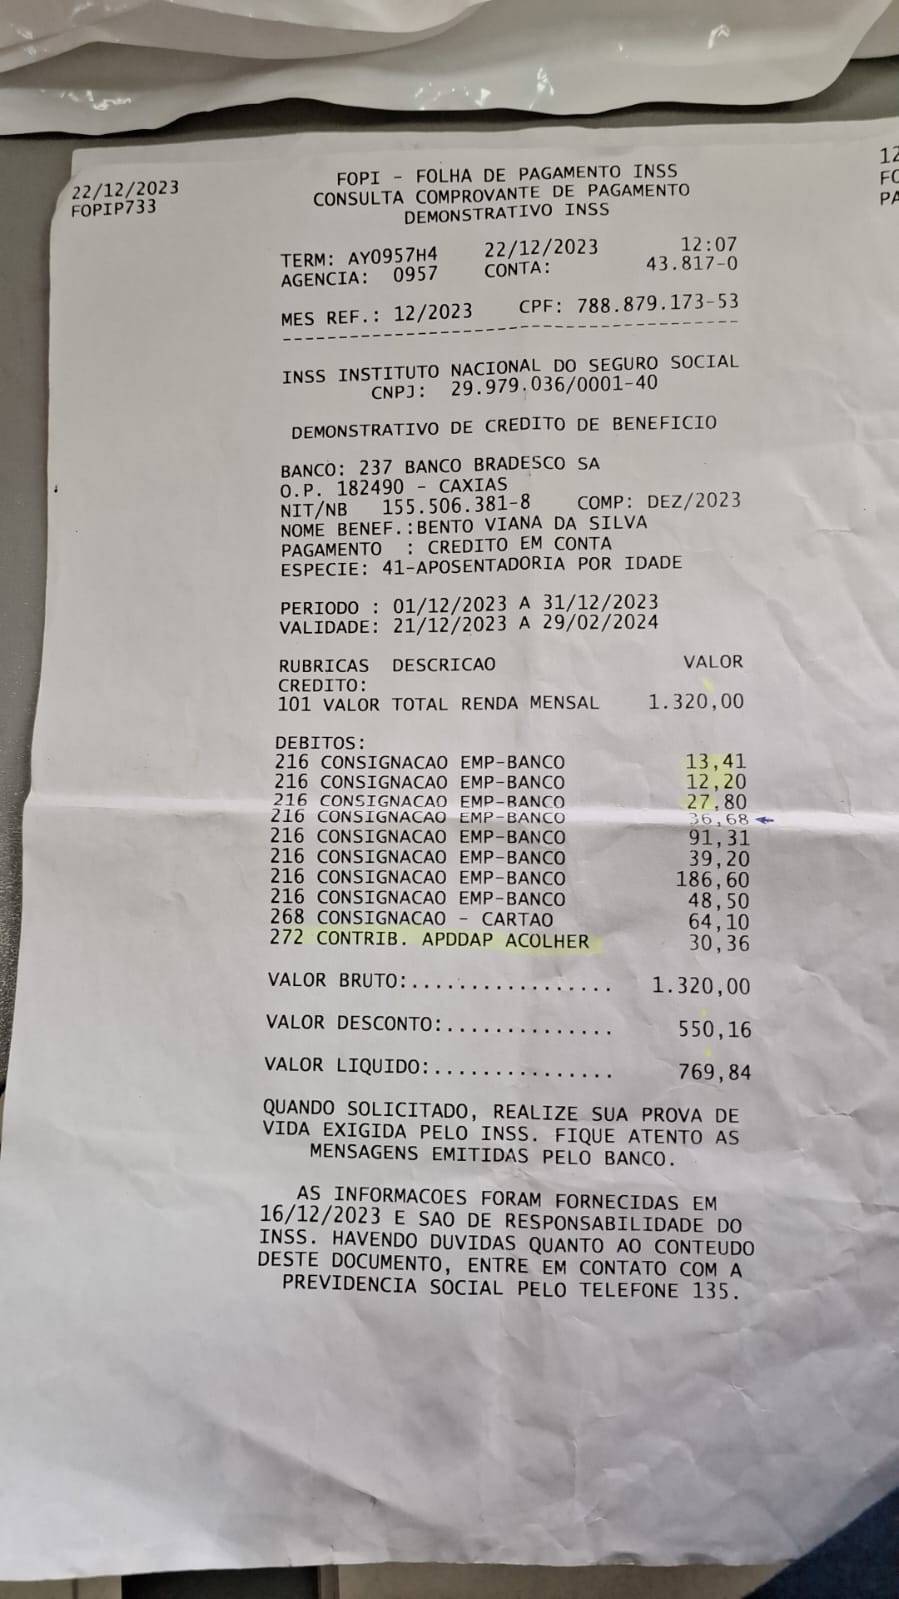 22/12/2023
FOPIP733
FOPI - FOLHA DE PAGAMENTO INSS
CONSULTA COMPROVANTE DE PAGAMENTO
DEMONSTRATIVO INSS
TERM: AY0957H4 22/12/2023 12:07
AGENCIA: 0957 CONTA: 43.817-0
MES REF.: 12/2023 CPF: 788.879.173-53
INSS INSTITUTO NACIONAL DO SEGURO SOCIAL
CNPJ: 29.979.036/0001-40
DEMONSTRATIVO DE CREDITO DE BENEFICIO
BANCO: 237 BANCO BRADESCO SA
O.P. 182490 - CAXIAS
NIT/NB 155.506.381-8 COMP: DEZ/2023
NOME BENEF.:BENTO VIANA DA SILVA
PAGAMENTO : CREDITO EM CONTA
ESPECIE: 41-APOSENTADORIA POR IDADE
PERIODO : 01/12/2023 A 31/12/2023
VALIDADE: 21/12/2023 A 29/02/2024
RUBRICAS DESCRICAO VALOR
CREDITO:
101 VALOR TOTAL RENDA MENSAL 1.320,00
DEBITOS:
216 CONSIGNACAO EMP-BANCO 13,41
216 CONSIGNACAO EMP-BANCO 12,20
216 CONSIGNACAO EMP-BANCO 27,80
216 CONSIGNACAO EMP-BANCO 36,68
216 CONSIGNACAO EMP-BANCO 91,31
216 CONSIGNACAO EMP-BANCO 39,20
216 CONSIGNACAO EMP-BANCO 186,60
216 CONSIGNACAO EMP-BANCO 48,50
268 CONSIGNACAO - CARTAO 64,10
272 CONTRIB. APDDAP ACOLHER 30,36
VALOR BRUTO:................. 1.320,00
VALOR DESCONTO:.............. 550,16
VALOR LIQUIDO:............... 769,84
QUANDO SOLICITADO, REALIZE SUA PROVA DE
VIDA EXIGIDA PELO INSS. FIQUE ATENTO AS
MENSAGENS EMITIDAS PELO BANCO.
AS INFORMACOES FORAM FORNECIDAS EM
16/12/2023 E SAO DE RESPONSABILIDADE DO
INSS. HAVENDO DUVIDAS QUANTO AO CONTEUDO
DESTE DOCUMENTO, ENTRE EM CONTATO COM A
PREVIDENCIA SOCIAL PELO TELEFONE 135.
12
FO
PA